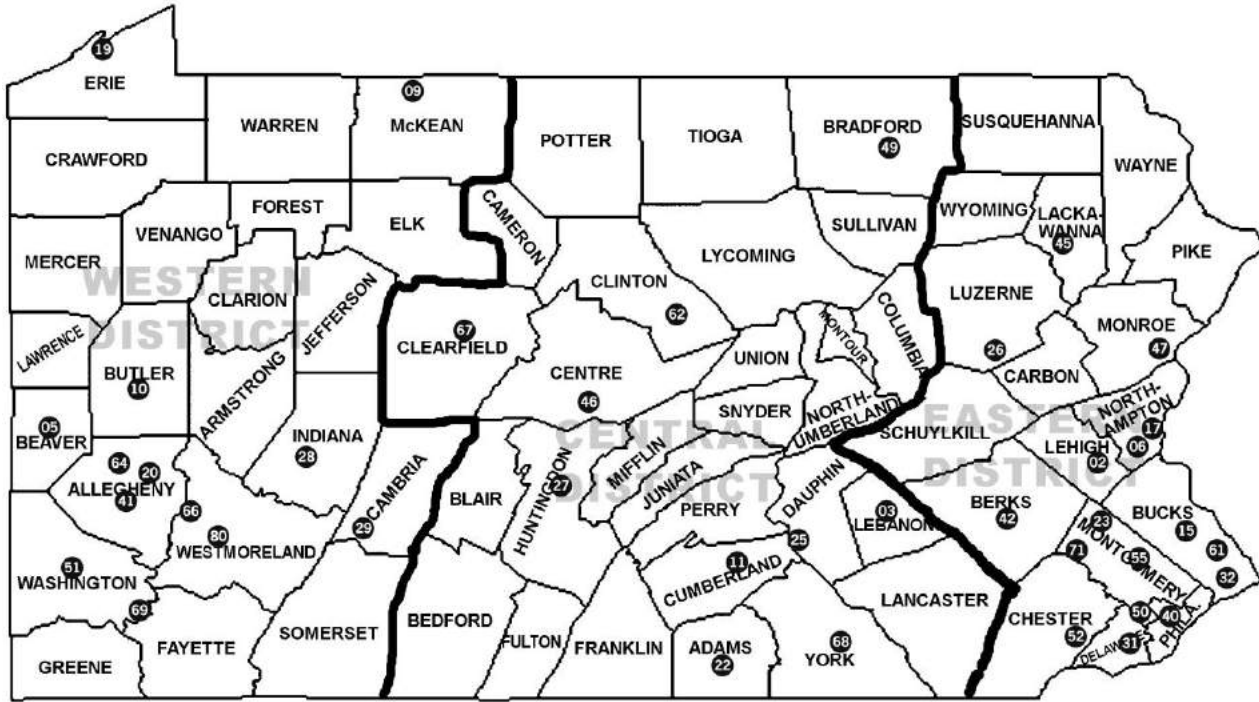 19
ERIE
09
WARREN
McKEAN
POTTER
TIOGA
BRADFORD
49
SUSQUEHANNA
CRAWFORD
WAYNE
FOREST
ELK
CAMERON
SULLIVAN
WYOMING
LACKA-
WANNA
45
VENANGO
MERCER
LYCOMING
PIKE
WESTERN
DISTRICT
CLARION
JEFFERSON
CLINTON
62
LUZERNE
26
COLUMBIA
MONTOUR
MONROE
47
LAWRENCE
67
CLEARFIELD
UNION
CENTRE
46
CARBON
BUTLER
10
ARMSTRONG
SNYDER
NORTH-
UMBERLAND
NORTH-
AMPTON
17
06
05
BEAVER
INDIANA
28
CENTRAL
DISTRICT
EASTERN
DISTRICT
SCHUYLKILL
LEHIGH
02
64
20
ALLEGHENY
41
CAMBRIA
29
BLAIR
HUNTINGDON
27
MIFFLIN
JUNIATA
PERRY
DAUPHIN
25
03
LEBANON
BERKS
42
BUCKS
15
61
32
66
80
WESTMORELAND
23
MONTGOMERY
55
71
51
WASHINGTON
69
11
CUMBERLAND
LANCASTER
CHESTER
52
50
40
PHILA.
31
FAYETTE
SOMERSET
BEDFORD
FULTON
FRANKLIN
ADAMS
22
68
YORK
GREENE